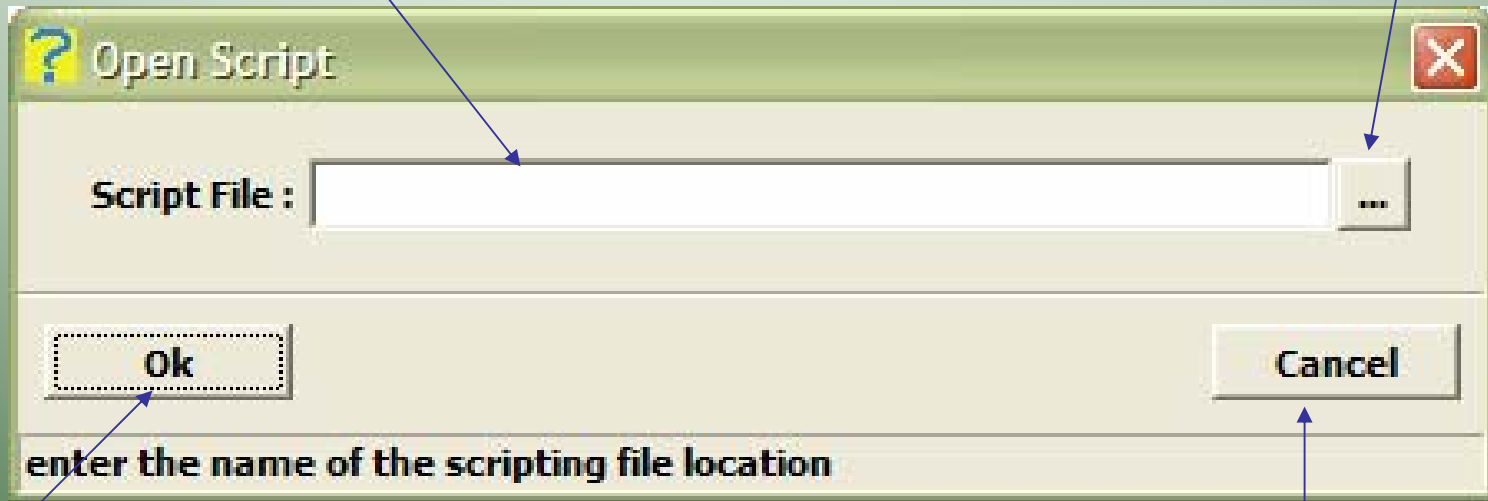 ? Open Script
Script File :
...
Ok
Cancel
enter the name of the scripting file location